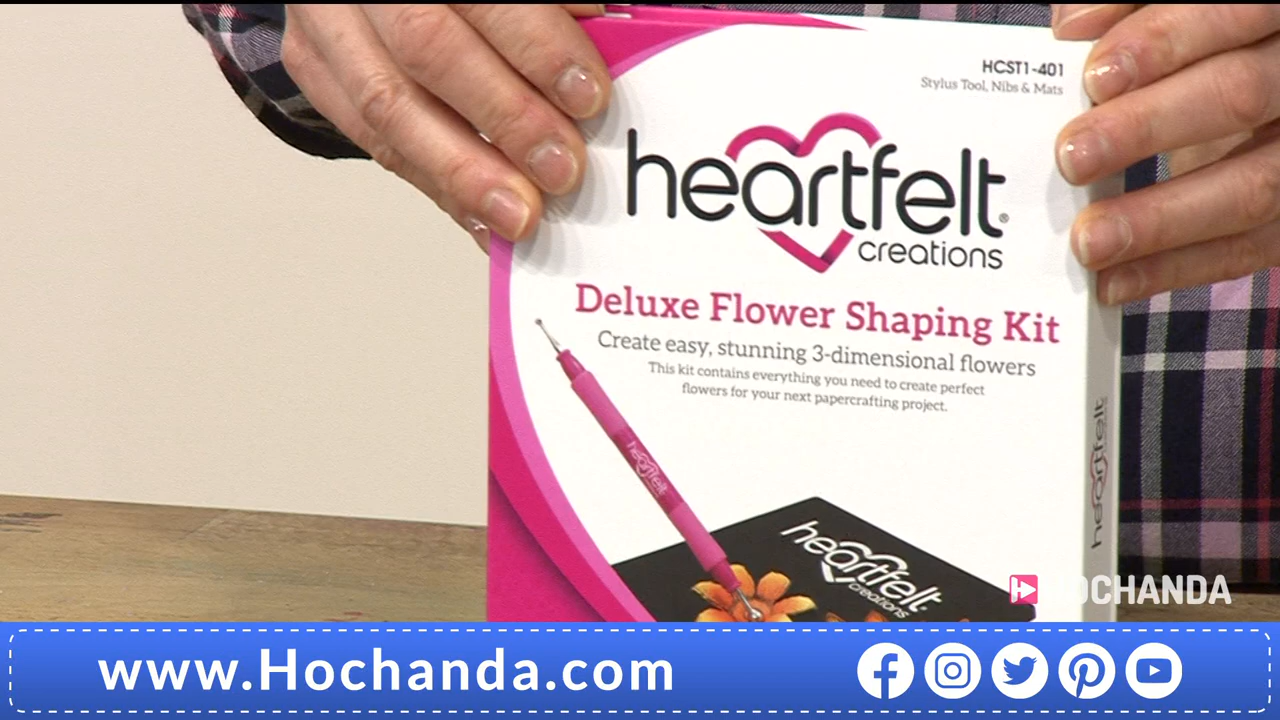 HCST1-401
Stylus Tool, Nibs & Mats
heartfelt®
creations
Deluxe Flower Shaping Kit
Create easy, stunning 3-dimensional flowers
This kit contains everything you need to create perfect
flowers for your next papercrafting project.
heartfelt
heartfelt
creations
heartfelt
HOCHANDA
www.Hochanda.com